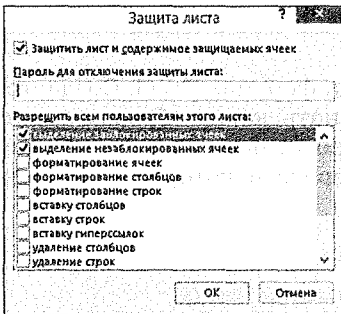 Защита листа ?
Защитить лист и содержимое защищаемых ячеек
Пароль для отключения защиты листа:
Разрешить всем пользователям этого листа:
выделение заблокированных ячеек
выделение незаблокированных ячеек
форматирование ячеек
форматирование столбцов
форматирование строк
вставку столбцов
вставку строк
вставку гиперссылок
удаление столбцов
удаление строк
ОК Отмена